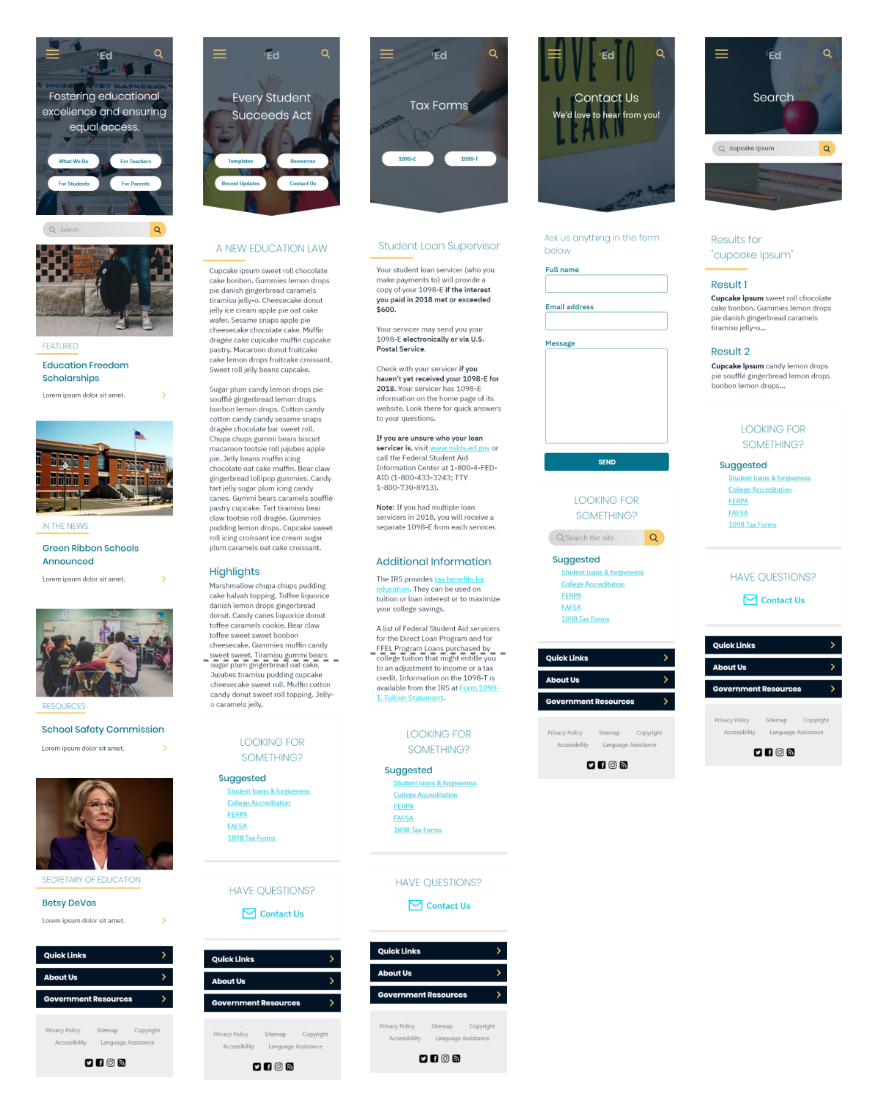 Ed
Fostering educational
excellence and ensuring
equal access.
What We Do
For Teachers
For Students
For Parents
Search
FEATURED
Education Freedom
Scholarships
Lorem ipsum dolor sit amet.
IN THE NEWS
Green Ribbon Schools
Announced
Lorem ipsum dolor sit amet.
RESOURCES
School Safety Commission
Lorem ipsum dolor sit amet.
SECRETARY OF EDUCATION
Betsy DeVos
Lorem ipsum dolor sit amet.
Quick Links
About Us
Government Resources
Privacy Policy Sitemap Copyright
Accessibility Language Assistance
Ed
Every Student
Succeeds Act
Templates
Resources
Recent Updates
Contact Us
A NEW EDUCATION LAW
Cupcake ipsum sweet roll chocolate
cake bonbon. Gummies lemon drops
pie danish gingerbread caramels
tiramisu jelly-o. Cheesecake donut
jelly ice cream apple pie oat cake
wafer. Sesame snaps apple pie
cheesecake chocolate cake. Muffin
dragée cake cupcake muffin cupcake
pastry. Macaroon donut fruitcake
cake lemon drops fruitcake croissant.
Sweet roll jelly beans cupcake.
Sugar plum candy lemon drops pie
soufflé gingerbread lemon drops
bonbon lemon drops. Cotton candy
cotton candy candy sesame snaps
dragée chocolate bar sweet roll.
Chupa chups gummi bears biscuit
macaroon tootsie roll jujubes apple
pie. Jelly beans muffin icing
chocolate oat cake muffin. Bear claw
gingerbread lollipop gummies. Candy
tart jelly sugar plum icing candy
canes. Gummi bears caramels soufflé
pastry cupcake. Tart tiramisu bear
claw tootsie roll dragée. Gummies
pudding lemon drops. Cupcake sweet
roll icing croissant ice cream sugar
plum caramels oat cake croissant.
Highlights
Marshmallow chupa chups pudding
cake halvah topping. Toffee liquorice
danish lemon drops gingerbread
donut. Candy canes liquorice donut
toffee caramels cookie. Bear claw
toffee sweet sweet bonbon
cheesecake. Gummies muffin candy
sweet sweet. Tiramisu gummi bears
sugar plum gingerbread oat cake.
Jujubes tiramisu pudding cupcake
cheesecake sweet roll. Muffin cotton
candy donut sweet roll topping. Jelly-
o caramels jelly.
LOOKING FOR
SOMETHING?
Suggested
Student loans & forgiveness
College Accreditation
FERPA
FAFSA
1098 Tax Forms
HAVE QUESTIONS?
Contact Us
Quick Links
About Us
Government Resources
Privacy Policy Sitemap Copyright
Accessibility Language Assistance
Ed
Tax Forms
1098-E
1098-T
Student Loan Supervisor
Your student loan servicer (who you
make payments to) will provide a
copy of your 1098-E if the interest
you paid in 2018 met or exceeded
$600.
Your servicer may send you your
1098-E electronically or via U.S.
Postal Service.
Check with your servicer if you
haven't yet received your 1098-E for
2018. Your servicer has 1098-E
information on the home page of its
website. Look there for quick answers
to your questions.
If you are unsure who your loan
servicer is, visit www.nslds.ed.gov or
call the Federal Student Aid
Information Center at 1-800-4-FED-
AID (1-800-433-3243; TTY
1-800-730-8913).
Note: If you had multiple loan
servicers in 2018, you will receive a
separate 1098-E from each servicer.
Additional Information
The IRS provides tax benefits for
education. They can be used on
tuition or loan interest or to maximize
your college savings.
A list of Federal Student Aid servicers
for the Direct Loan Program and for
FFEL Program Loans purchased by
college tuition that might entitle you
to an adjustment to income or a tax
credit. Information on the 1098-T is
available from the IRS at Form 1098-
T, Tuition Statement.
LOOKING FOR
SOMETHING?
Suggested
Student loans & forgiveness
College Accreditation
FERPA
FAFSA
1098 Tax Forms
HAVE QUESTIONS?
Contact Us
Quick Links
About Us
Government Resources
Privacy Policy Sitemap Copyright
Accessibility Language Assistance
LOVE TO
LEARN
Ed
Contact Us
We'd love to hear from you!
Ask us anything in the form
below
Full name
Email address
Message
SEND
LOOKING FOR
SOMETHING?
Search the site
Suggested
Student loans & forgiveness
College Accreditation
FERPA
FAFSA
1098 Tax Forms
Quick Links
About Us
Government Resources
Privacy Policy Sitemap Copyright
Accessibility Language Assistance
Ed
Search
cupcake ipsum
Results for
"cupcake ipsum"
Result 1
Cupcake ipsum sweet roll chocolate
cake bonbon. Gummies lemon drops
pie danish gingerbread caramels
tiramisu jelly-o...
Result 2
Cupcake ipsum candy lemon drops
pie soufflé gingerbread lemon drops
bonbon lemon drops...
LOOKING FOR
SOMETHING?
Suggested
Student loans & forgiveness
College Accreditation
FERPA
FAFSA
1098 Tax Forms
HAVE QUESTIONS?
Contact Us
Quick Links
About Us
Government Resources
Privacy Policy Sitemap Copyright
Accessibility Language Assistance